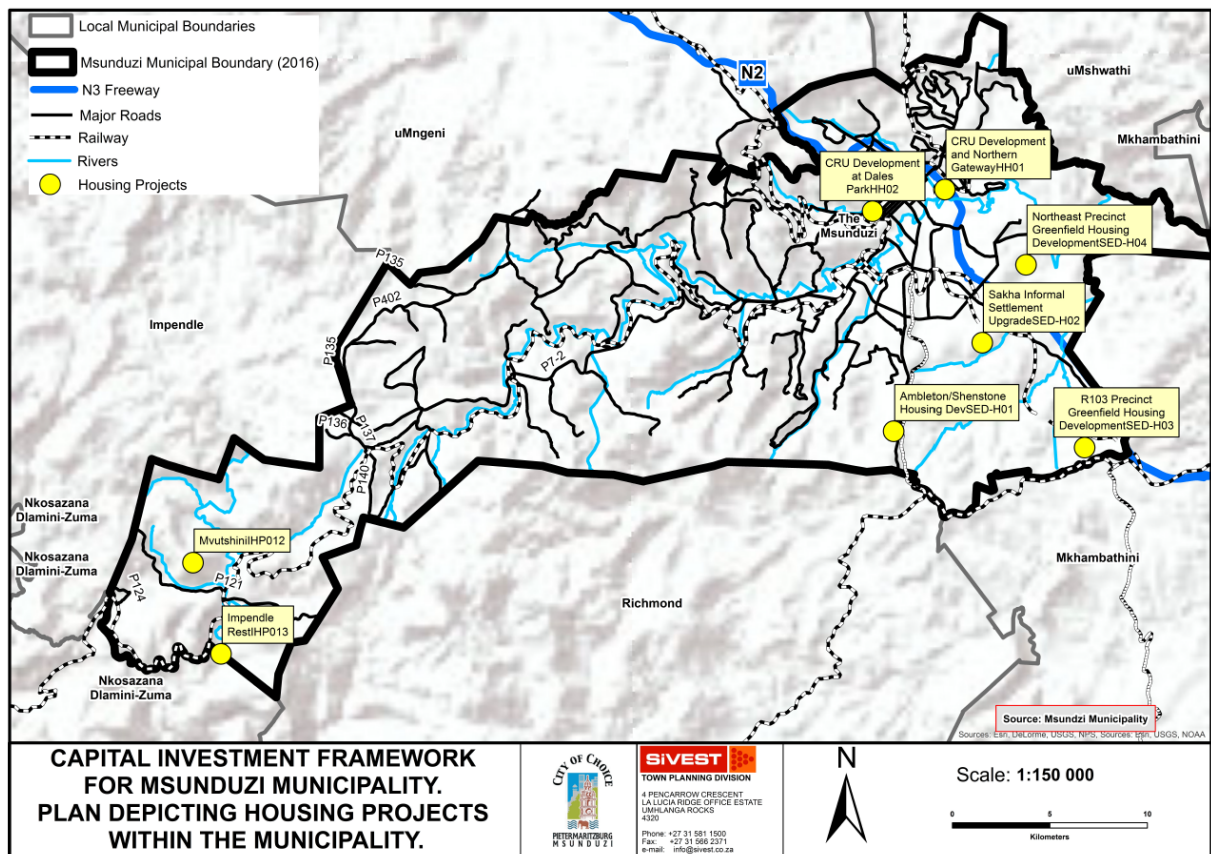 Local Municipal Boundaries
Msunduzi Municipal Boundary (2016)
N3 Freeway
Major Roads
Railway
Rivers
Housing Projects
N2
uMshwathi
uMngeni
Mkhambathini
CRU Development
and Northern
GatewayHH01
CRU Development
at Dales
ParkHH02
The
Msunduzi
Northeast Precinct
Greenfield Housing
DevelopmentSED-H04
P135
P402
Impendle
P135
Sakha Informal
Settlement
UpgradeSED-H02
P7-2
Ambleton/Shenstone
Housing DevSED-H01
R103 Precinct
Greenfield Housing
DevelopmentSED-H03
P136
P137
P140
Nkosazana
Dlamini-Zuma
MvutshiniIHP012
Nkosazana
Dlamini-Zuma
P124
P121
Mkhambathini
Richmond
Impendle
RestIHP013
Nkosazana
Dlamini-Zuma
Source: Msundzi Municipality
Sources: Esri, DeLorme, USGS, NPS, Sources: Esri, USGS, NOAA
CAPITAL INVESTMENT FRAMEWORK
FOR MSUNDUZI MUNICIPALITY.
PLAN DEPICTING HOUSING PROJECTS
WITHIN THE MUNICIPALITY.
CITY OF CHOICE
PIETERMARITZBURG
MSUNDUZI
SiVEST
TOWN PLANNING DIVISION
4 PENCARROW CRESCENT
LA LUCIA RIDGE OFFICE ESTATE
UMHLANGA ROCKS
4320
Phone: +27 31 581 1500
Fax: +27 31 566 2371
e-mail: info@sivest.co.za
N
Scale: 1:150 000
0 5 10
Kilometers